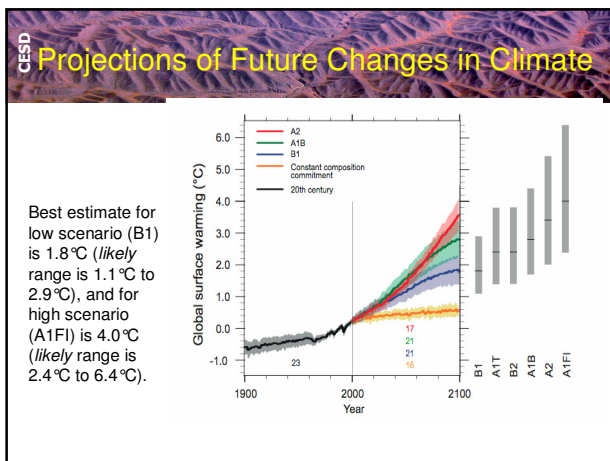 CESD
Projections of Future Changes in Climate
Best estimate for
low scenario (B1)
is 1.8°C (likely
range is 1.1°C to
2.9°C), and for
high scenario
(A1FI) is 4.0°C
(likely range is
2.4°C to 6.4°C).
Global surface warming (°C)
6.0
5.0
4.0
3.0
2.0
1.0
0.0
-1.0
A2
A1B
B1
Constant composition
commitment
20th century
17
21
21
16
23
1900
2000
2100
Year
B1
A1T
B2
A1B
A2
A1FI